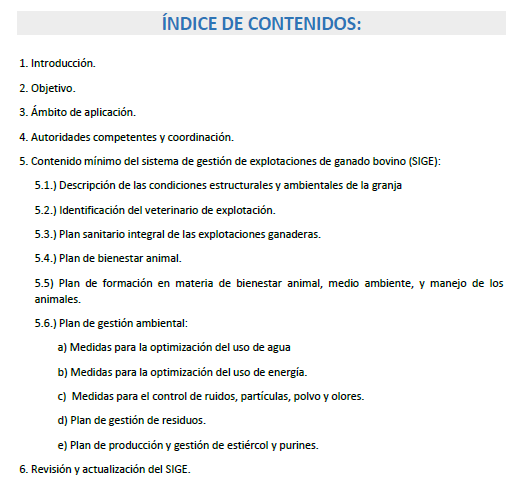 ÍNDICE DE CONTENIDOS:
1. Introducción.
2. Objetivo.
3. Ámbito de aplicación.
4. Autoridades competentes y coordinación.
5. Contenido mínimo del sistema de gestión de explotaciones de ganado bovino (SIGE):
5.1.) Descripción de las condiciones estructurales y ambientales de la granja
5.2.) Identificación del veterinario de explotación.
5.3.) Plan sanitario integral de las explotaciones ganaderas.
5.4.) Plan de bienestar animal.
5.5) Plan de formación en materia de bienestar animal, medio ambiente, y manejo de los
animales.
5.6.) Plan de gestión ambiental:
a) Medidas para la optimización del uso de agua
b) Medidas para la optimización del uso de energía.
c) Medidas para el control de ruidos, partículas, polvo y olores.
d) Plan de gestión de residuos.
e) Plan de producción y gestión de estiércol y purines.
6. Revisión y actualización del SIGE.